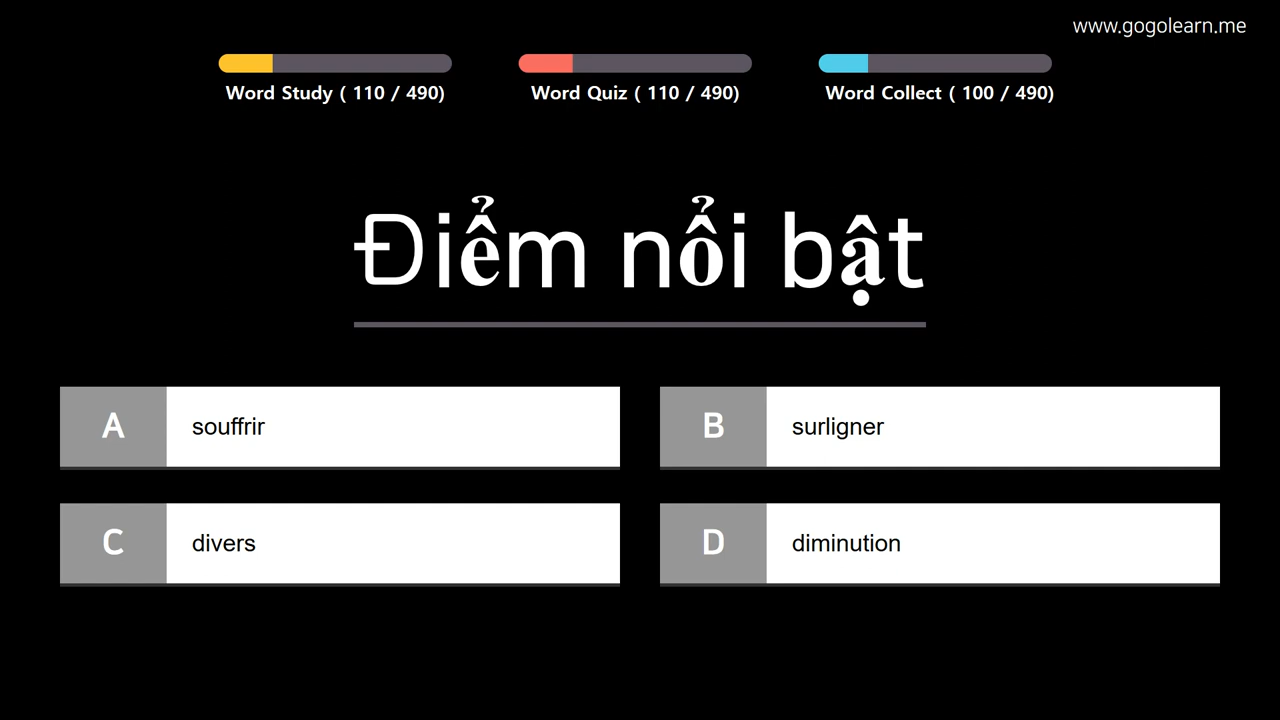 www.gogolearn.me
Word Study ( 110 / 490)
Word Quiz ( 110 / 490)
Word Collect ( 100 / 490)
Điểm nổi bật
A souffrir
B surligner
C divers
D diminution